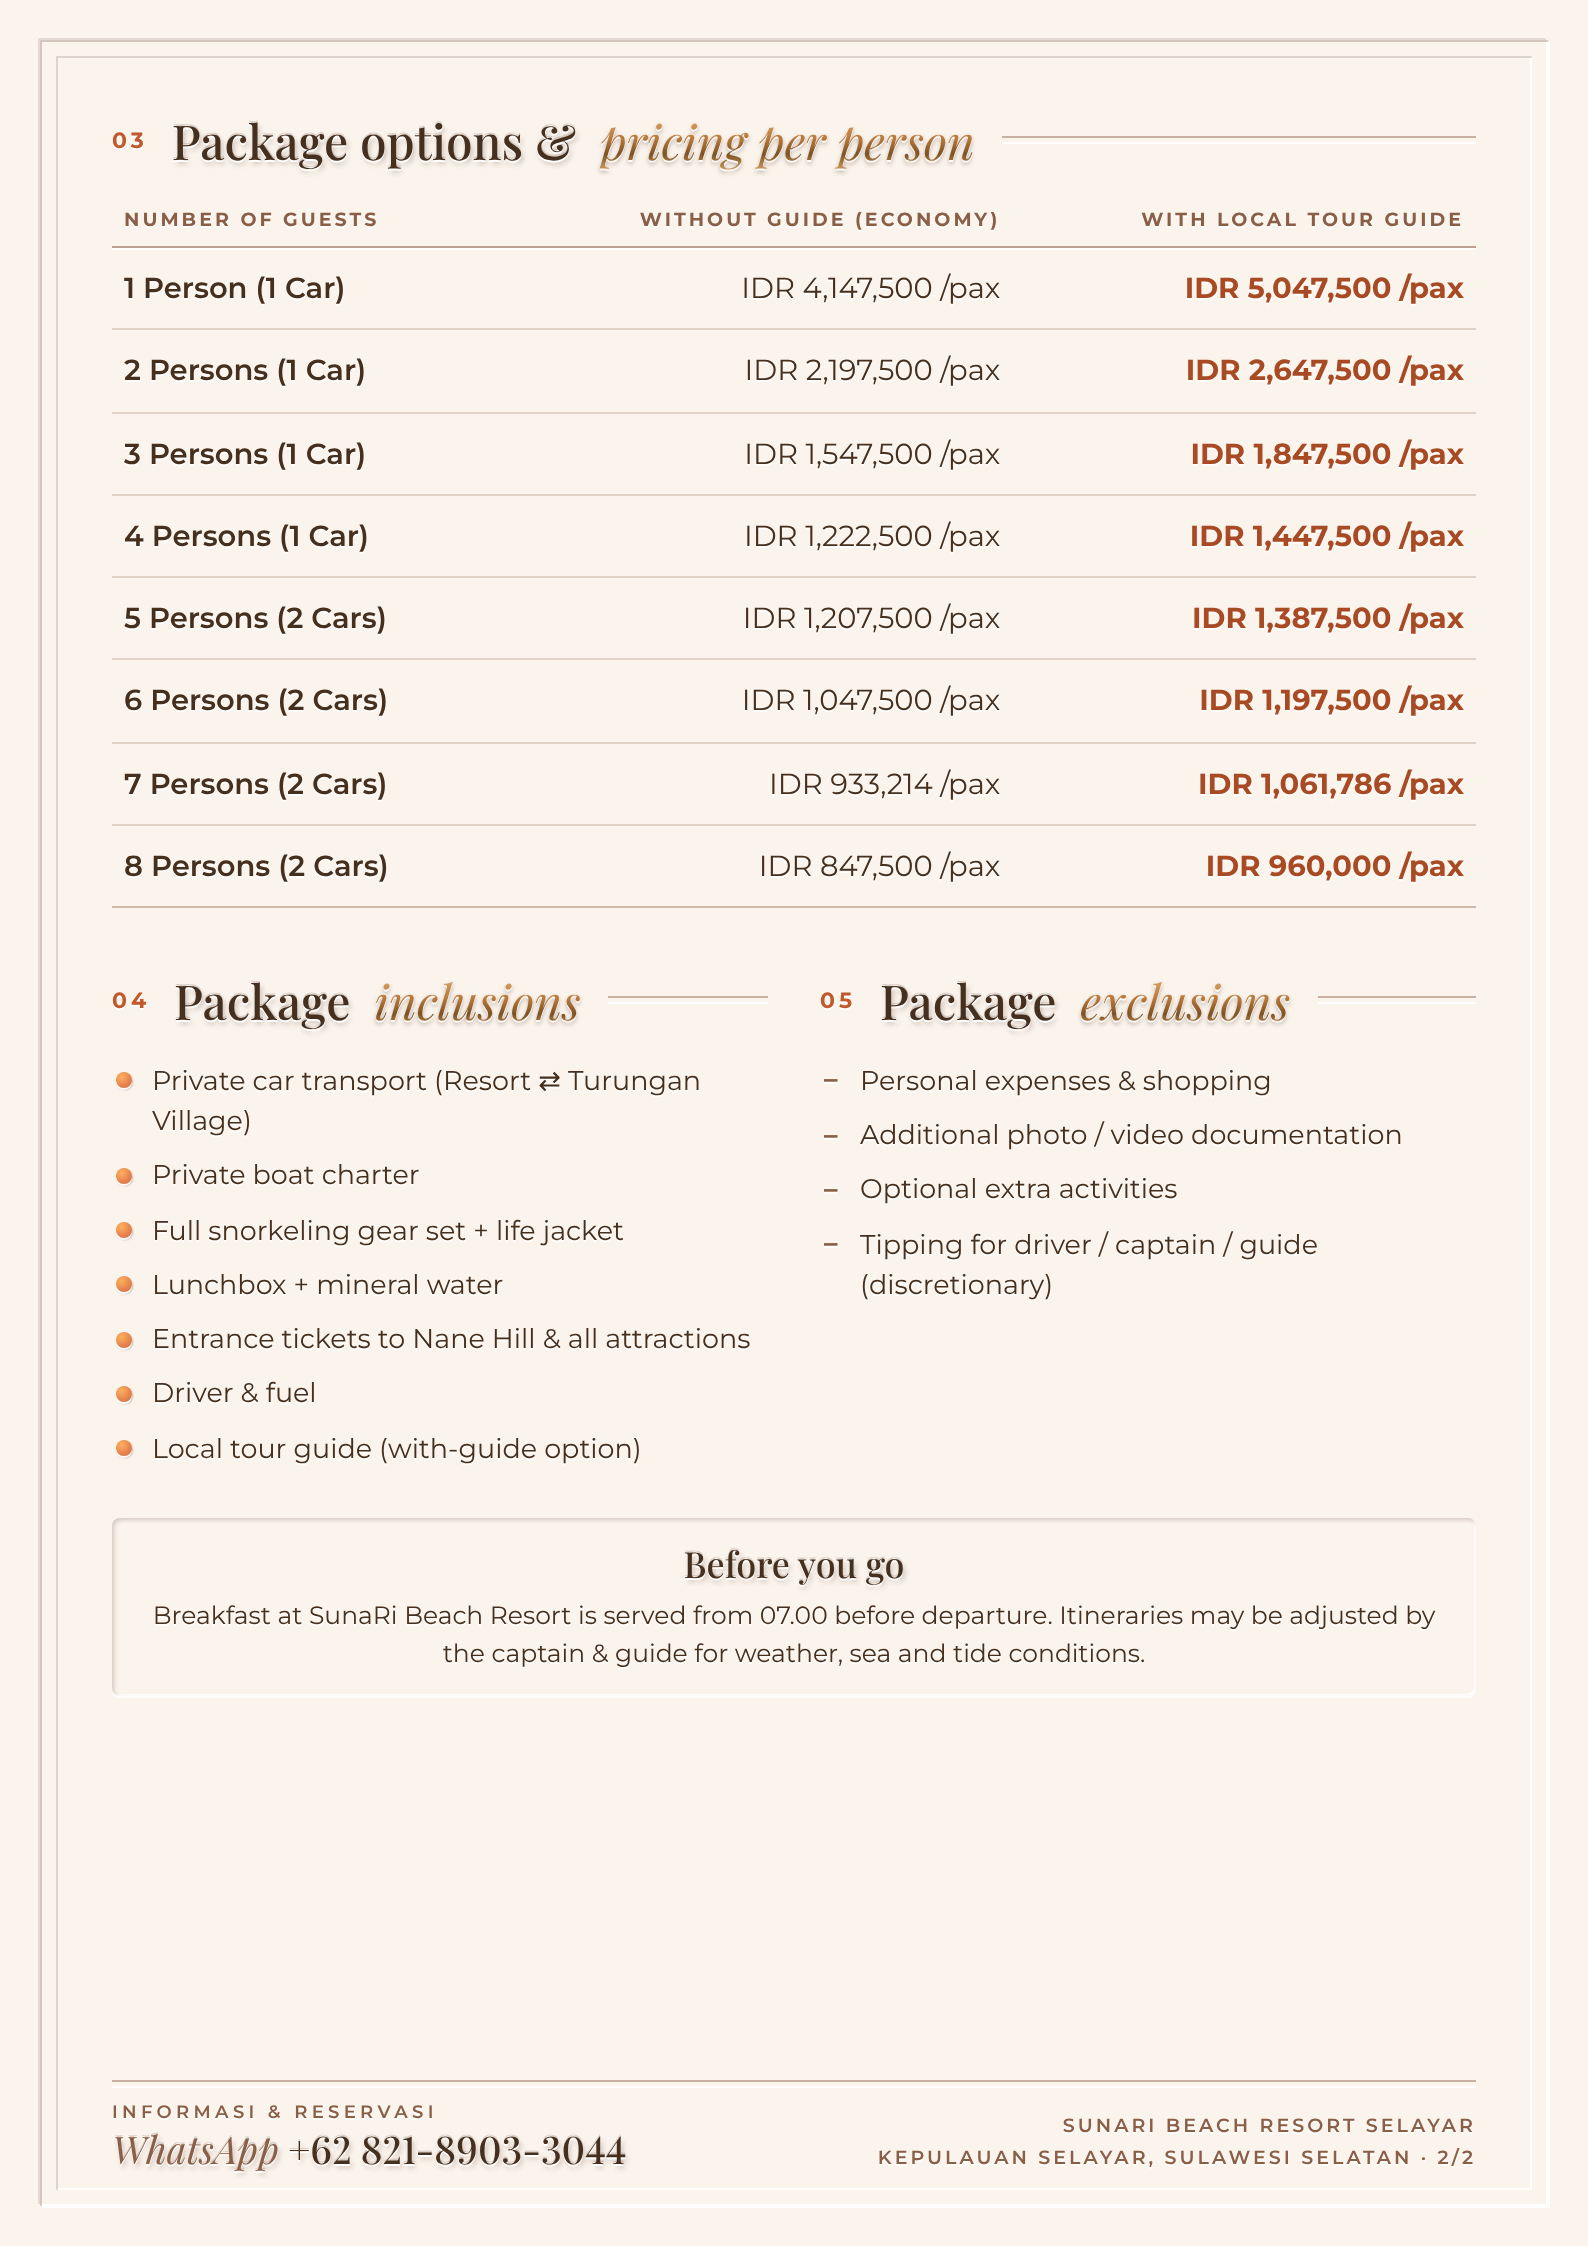 03 Package options & pricing per person
NUMBER OF GUESTS WITHOUT GUIDE (ECONOMY) WITH LOCAL TOUR GUIDE
1 Person (1 Car) IDR 4,147,500 /pax IDR 5,047,500 /pax
2 Persons (1 Car) IDR 2,197,500 /pax IDR 2,647,500 /pax
3 Persons (1 Car) IDR 1,547,500 /pax IDR 1,847,500 /pax
4 Persons (1 Car) IDR 1,222,500 /pax IDR 1,447,500 /pax
5 Persons (2 Cars) IDR 1,207,500 /pax IDR 1,387,500 /pax
6 Persons (2 Cars) IDR 1,047,500 /pax IDR 1,197,500 /pax
7 Persons (2 Cars) IDR 933,214 /pax IDR 1,061,786 /pax
8 Persons (2 Cars) IDR 847,500 /pax IDR 960,000 /pax
04 Package inclusions
Private car transport (Resort ⇄ Turungan
Village)
Private boat charter
Full snorkeling gear set + life jacket
Lunchbox + mineral water
Entrance tickets to Nane Hill & all attractions
Driver & fuel
Local tour guide (with-guide option)
05 Package exclusions
– Personal expenses & shopping
– Additional photo / video documentation
– Optional extra activities
– Tipping for driver / captain / guide
(discretionary)
Before you go
Breakfast at SunaRi Beach Resort is served from 07.00 before departure. Itineraries may be adjusted by
the captain & guide for weather, sea and tide conditions.
INFORMASI & RESERVASI
WhatsApp +62 821-8903-3044
SUNARI BEACH RESORT SELAYAR
KEPULAUAN SELAYAR, SULAWESI SELATAN · 2/2